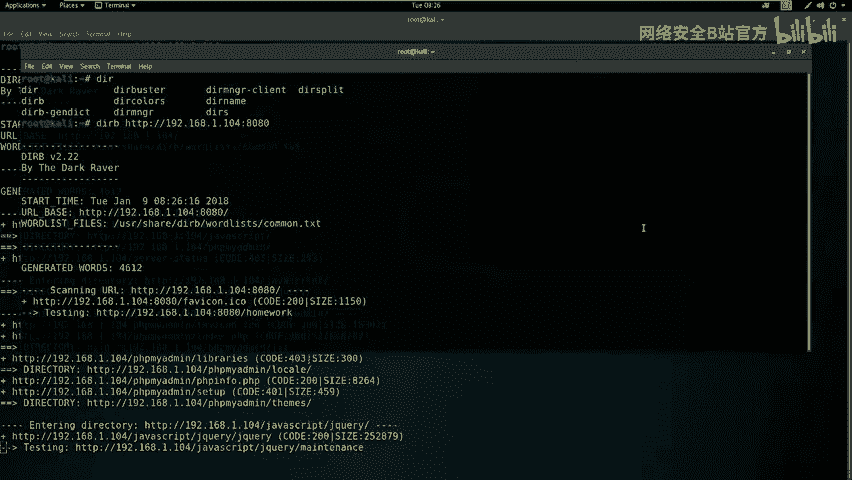 Applications Places Terminal Tue 08:26
root@kali: ~
网络安全B站官方 bilibili
root@kali: ~
File Edit View Search Terminal Help
root@kali:~# dir
dir dirbuster dirmngr-client dirsplit
dirb dircolors dirname
dirb-gendict dirmngr dirs
root@kali:~# dirb http://192.168.1.104:8080
-----------------
DIRB v2.22
By The Dark Raver
-----------------
START_TIME: Tue Jan 9 08:26:16 2018
URL_BASE: http://192.168.1.104:8080/
WORDLIST_FILES: /usr/share/dirb/wordlists/common.txt
-----------------
GENERATED WORDS: 4612
---- Scanning URL: http://192.168.1.104:8080/ ----
+ http://192.168.1.104:8080/favicon.ico (CODE:200|SIZE:1150)
--> Testing: http://192.168.1.104:8080/homework
+ http://192.168.1.104/phpmyadmin/libraries (CODE:403|SIZE:300)
==> DIRECTORY: http://192.168.1.104/phpmyadmin/locale/
+ http://192.168.1.104/phpmyadmin/phpinfo.php (CODE:200|SIZE:8264)
+ http://192.168.1.104/phpmyadmin/setup (CODE:401|SIZE:459)
==> DIRECTORY: http://192.168.1.104/phpmyadmin/themes/
---- Entering directory: http://192.168.1.104/javascript/jquery/ ----
+ http://192.168.1.104/javascript/jquery/jquery (CODE:200|SIZE:252879)
--> Testing: http://192.168.1.104/javascript/jquery/maintenance